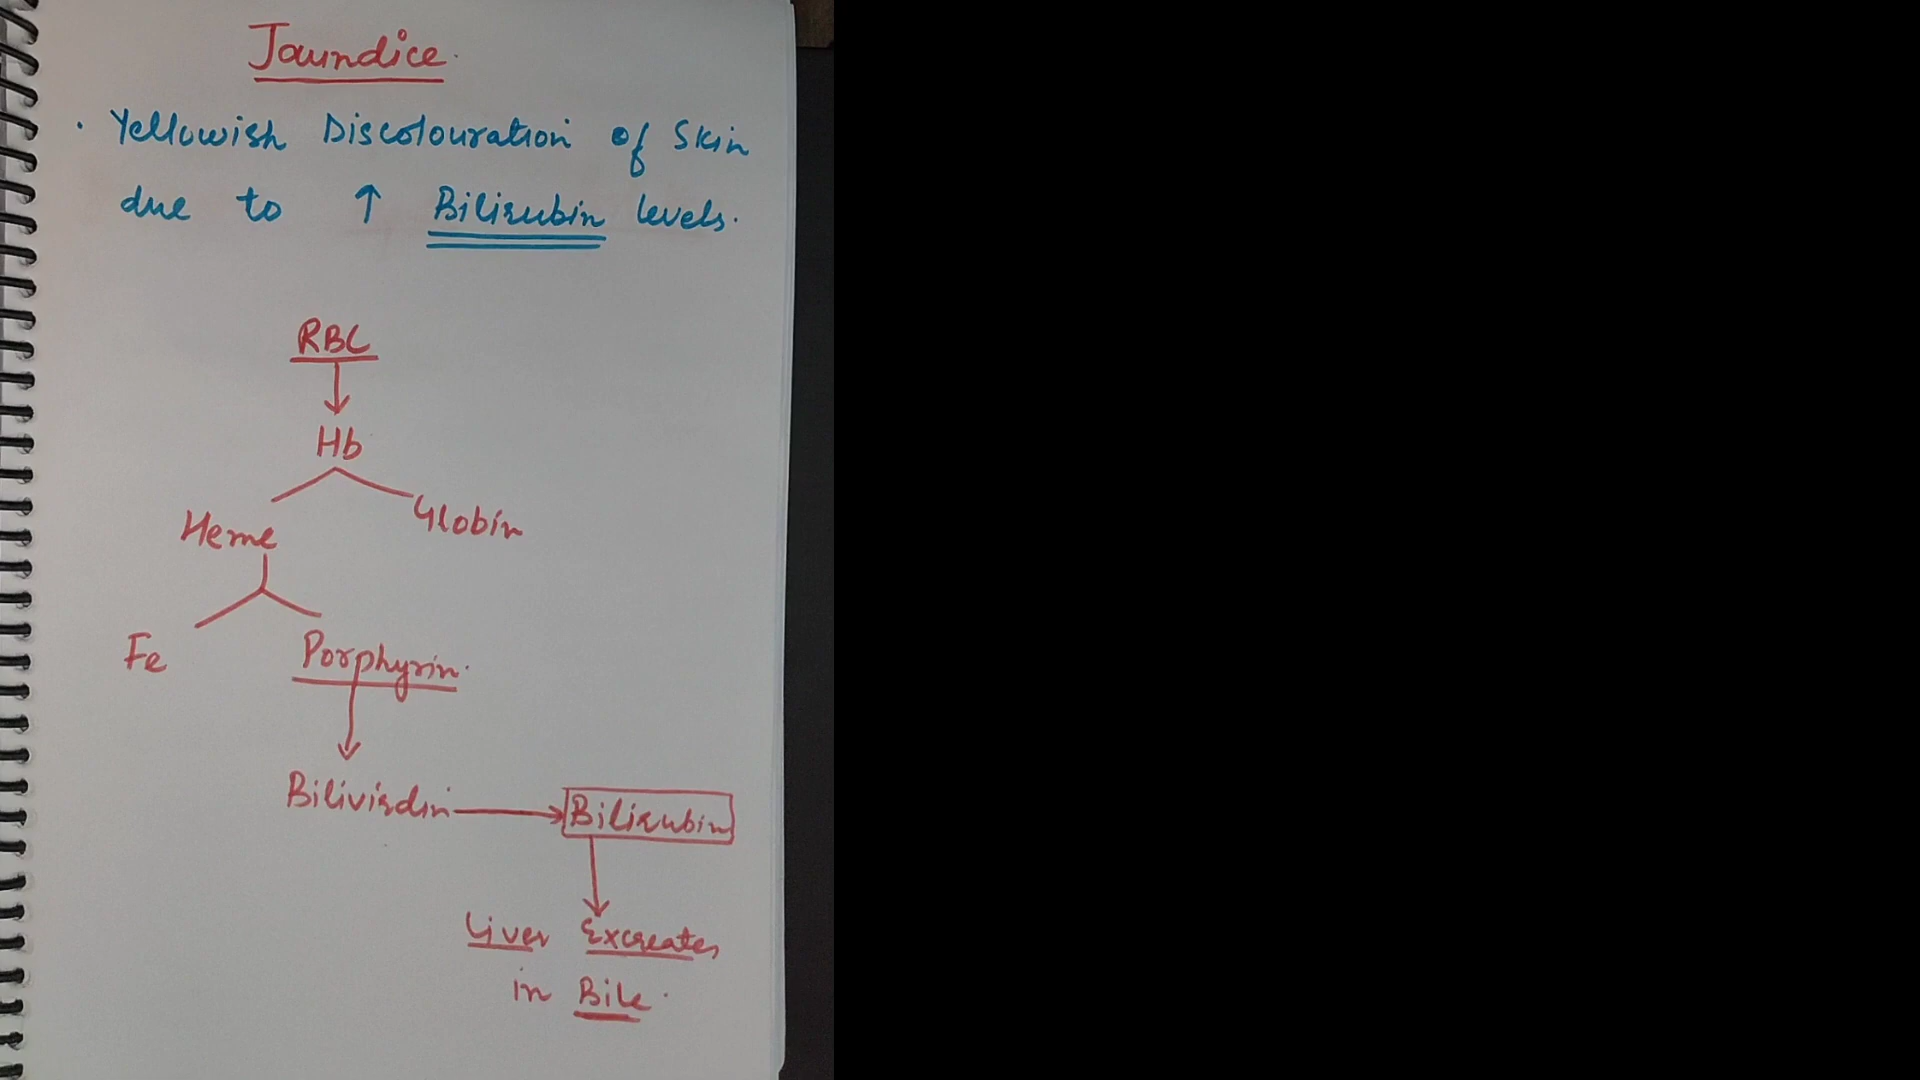 Jaundice.
· Yellowish Discolouration of Skin
due to ↑ Bilirubin levels.
RBC
Hb
Heme Globin
Fe Porphyrin.
Bilivirdin Bilirubin
Liver Excreates
in Bile.